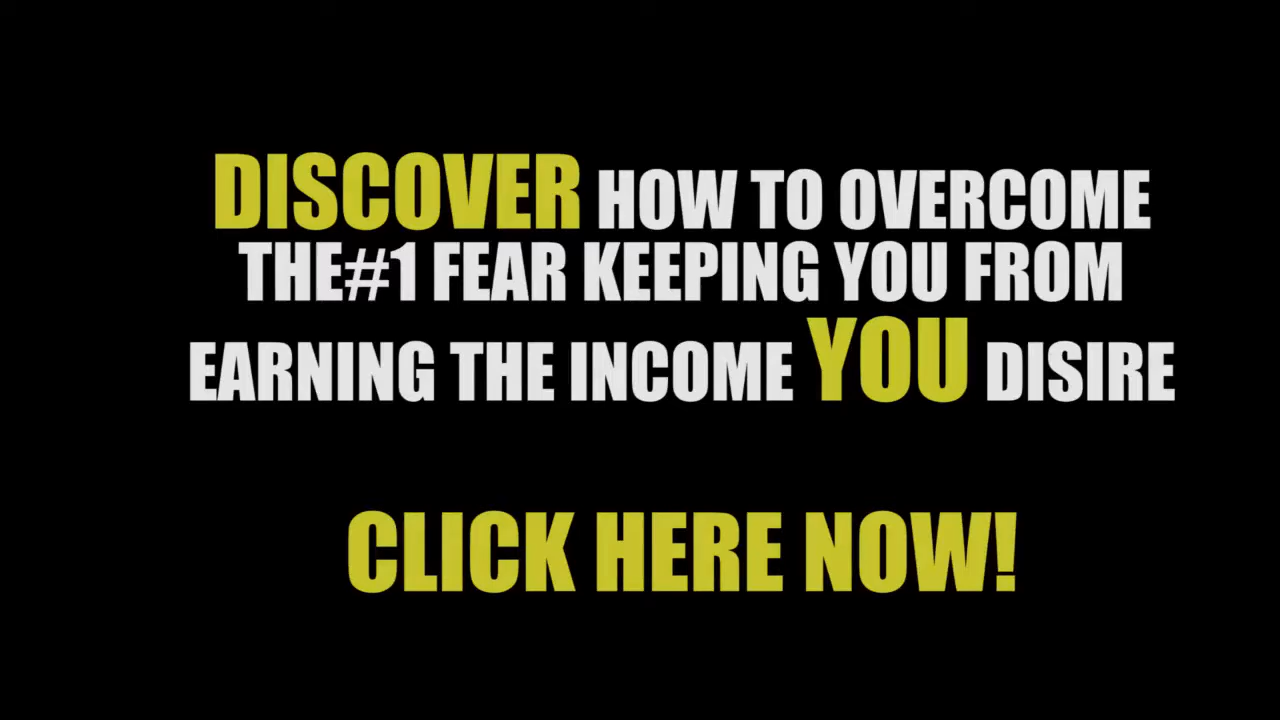 DISCOVER HOW TO OVERCOME
THE#1 FEAR KEEPING YOU FROM
EARNING THE INCOME YOU DISIRE
CLICK HERE NOW!